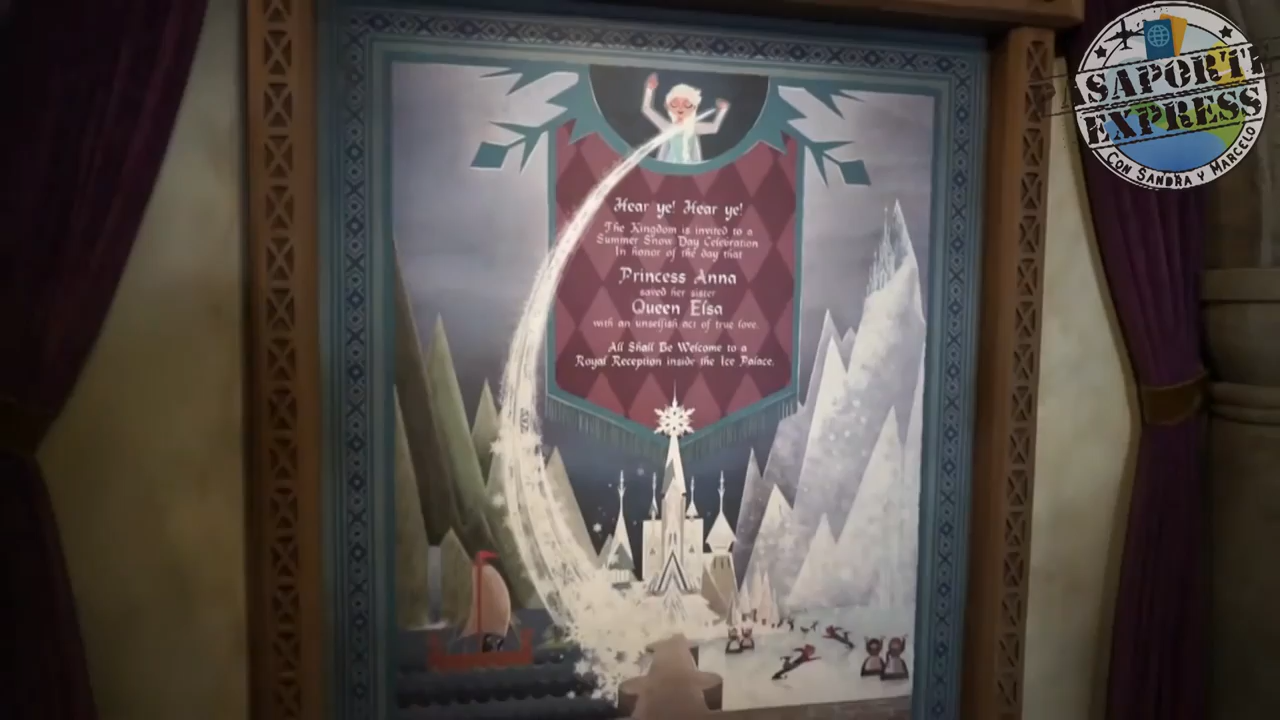 Hear ye! Hear ye!
The Kingdom is invited to a
Summer Snow Day Celebration
In honor of the day that
Princess Anna
saved her sister
Queen Elsa
with an unselfish act of true love.
All Shall Be Welcome to a
Royal Reception inside the Ice Palace.
ASAPORTE
EXPRESS
CON SANDRA Y MARCELO